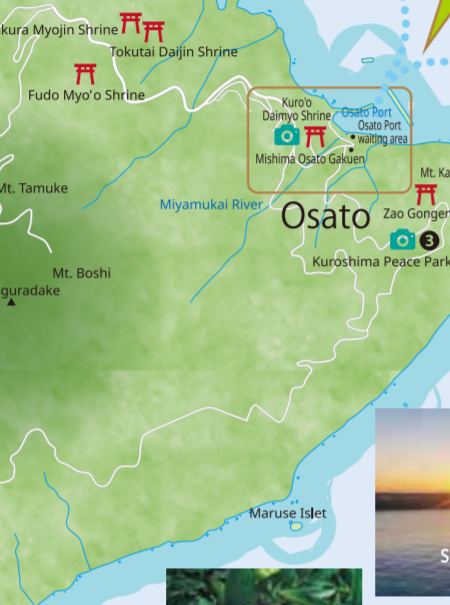 kura Myojin Shrine
Tokutai Daijin Shrine
Fudo Myo'o Shrine
Kuro'o
Daimyo Shrine
Osato Port
Osato Port
waiting area
Mishima Osato Gakuen
Mt. Ka
Mt. Tamuke
Miyamukai River
Osato
Zao Gongen
3
Kuroshima Peace Park
Mt. Boshi
guradake
Maruse Islet
S